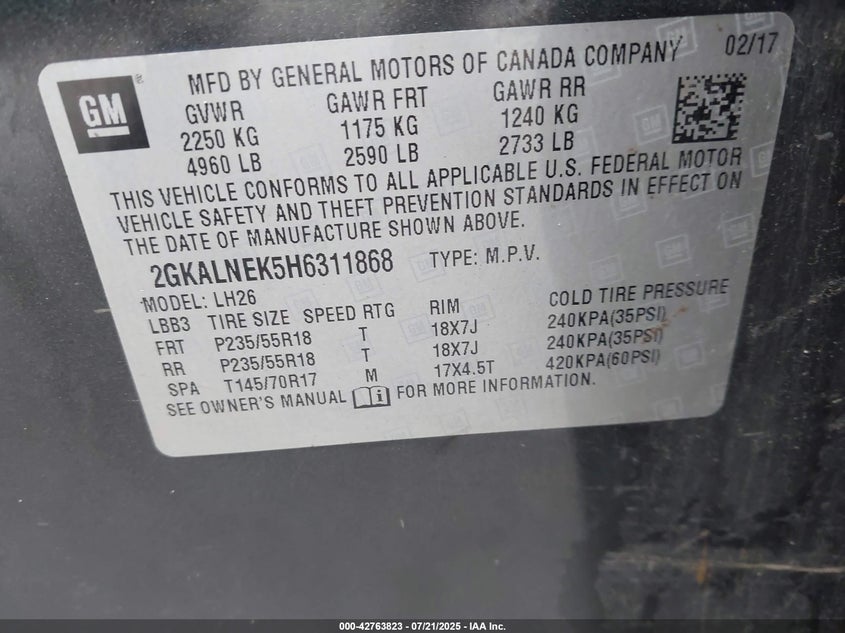 GM
MFD BY GENERAL MOTORS OF CANADA COMPANY 02/17
GVWR GAWR FRT GAWR RR
2250 KG 1175 KG 1240 KG
4960 LB 2590 LB 2733 LB
THIS VEHICLE CONFORMS TO ALL APPLICABLE U.S. FEDERAL MOTOR
VEHICLE SAFETY AND THEFT PREVENTION STANDARDS IN EFFECT ON
THE DATE OF MANUFACTURE SHOWN ABOVE.
2GKALNEK5H6311868 TYPE: M.P.V.
MODEL: LH26
LBB3 TIRE SIZE SPEED RTG RIM COLD TIRE PRESSURE
FRT P235/55R18 T 18X7J 240KPA(35PSI)
RR P235/55R18 T 18X7J 240KPA(35PSI)
SPA T145/70R17 M 17X4.5T 420KPA(60PSI)
SEE OWNER'S MANUAL i FOR MORE INFORMATION.
000-42763823 - 07/21/2025 - IAA Inc.